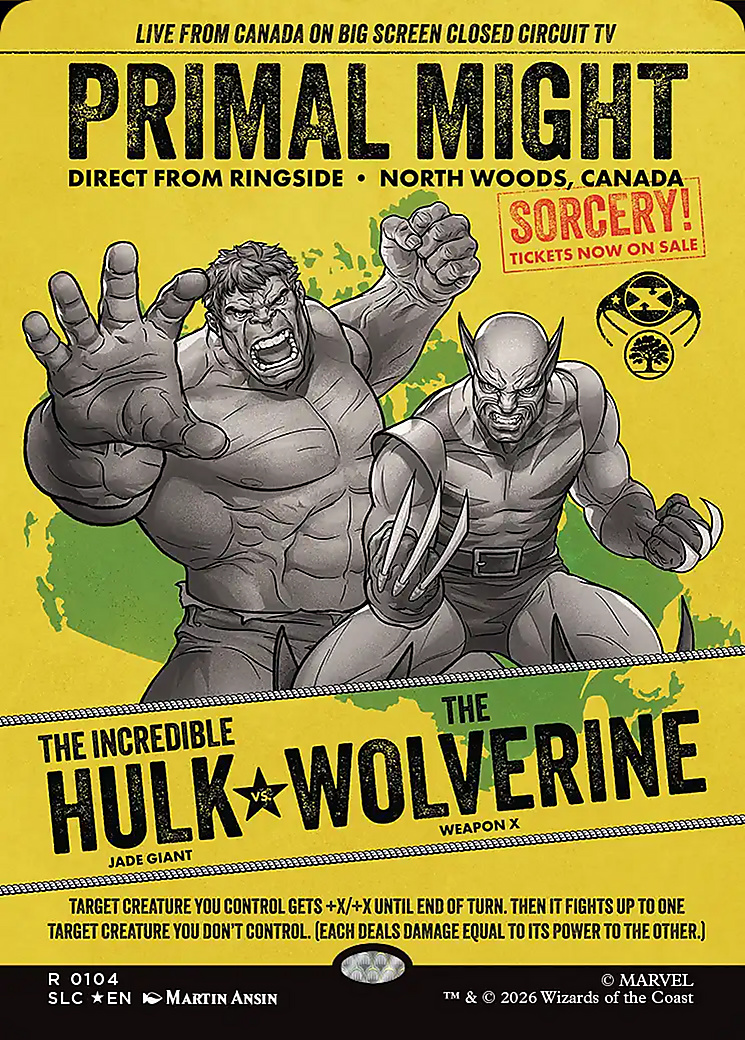 LIVE FROM CANADA ON BIG SCREEN CLOSED CIRCUIT TV
PRIMAL MIGHT
DIRECT FROM RINGSIDE • NORTH WOODS, CANADA
SORCERY!
TICKETS NOW ON SALE
X
THE INCREDIBLE
HULK
JADE GIANT
VS.
THE
WOLVERINE
WEAPON X
TARGET CREATURE YOU CONTROL GETS +X/+X UNTIL END OF TURN. THEN IT FIGHTS UP TO ONE
TARGET CREATURE YOU DON'T CONTROL. (EACH DEALS DAMAGE EQUAL TO ITS POWER TO THE OTHER.)
R 0104
SLC ★ EN MARTIN ANSIN
© MARVEL
™ & © 2026 Wizards of the Coast